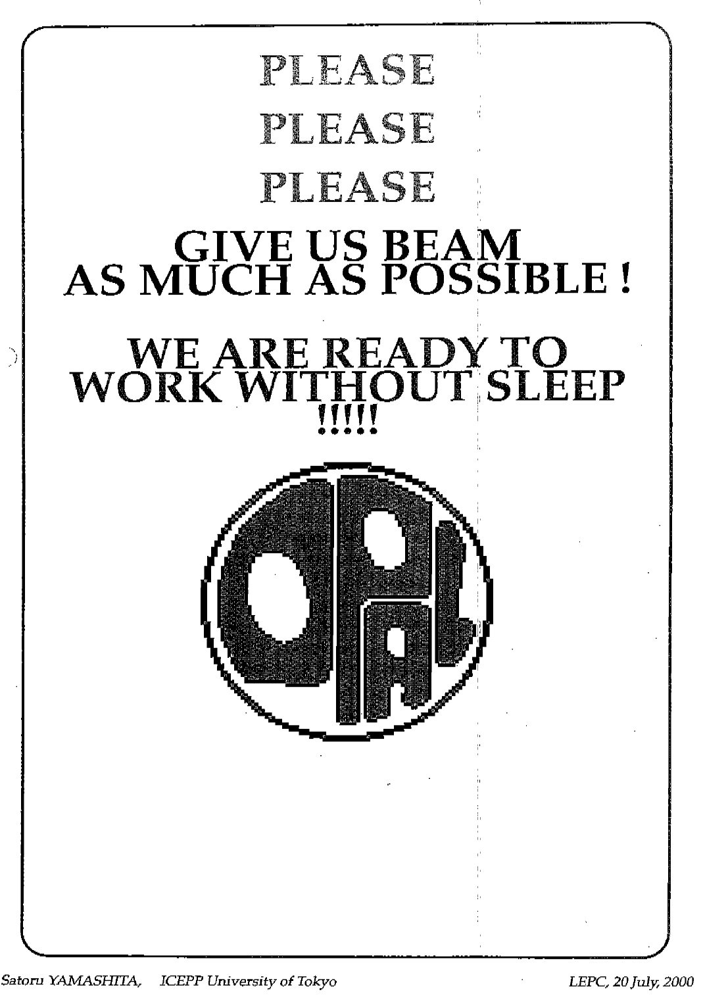 PLEASE
PLEASE
PLEASE
GIVE US BEAM
AS MUCH AS POSSIBLE !
WE ARE READY TO
WORK WITHOUT SLEEP
!!!!!
OPAL
Satoru YAMASHITA, ICEPP University of Tokyo
LEPC, 20 July, 2000